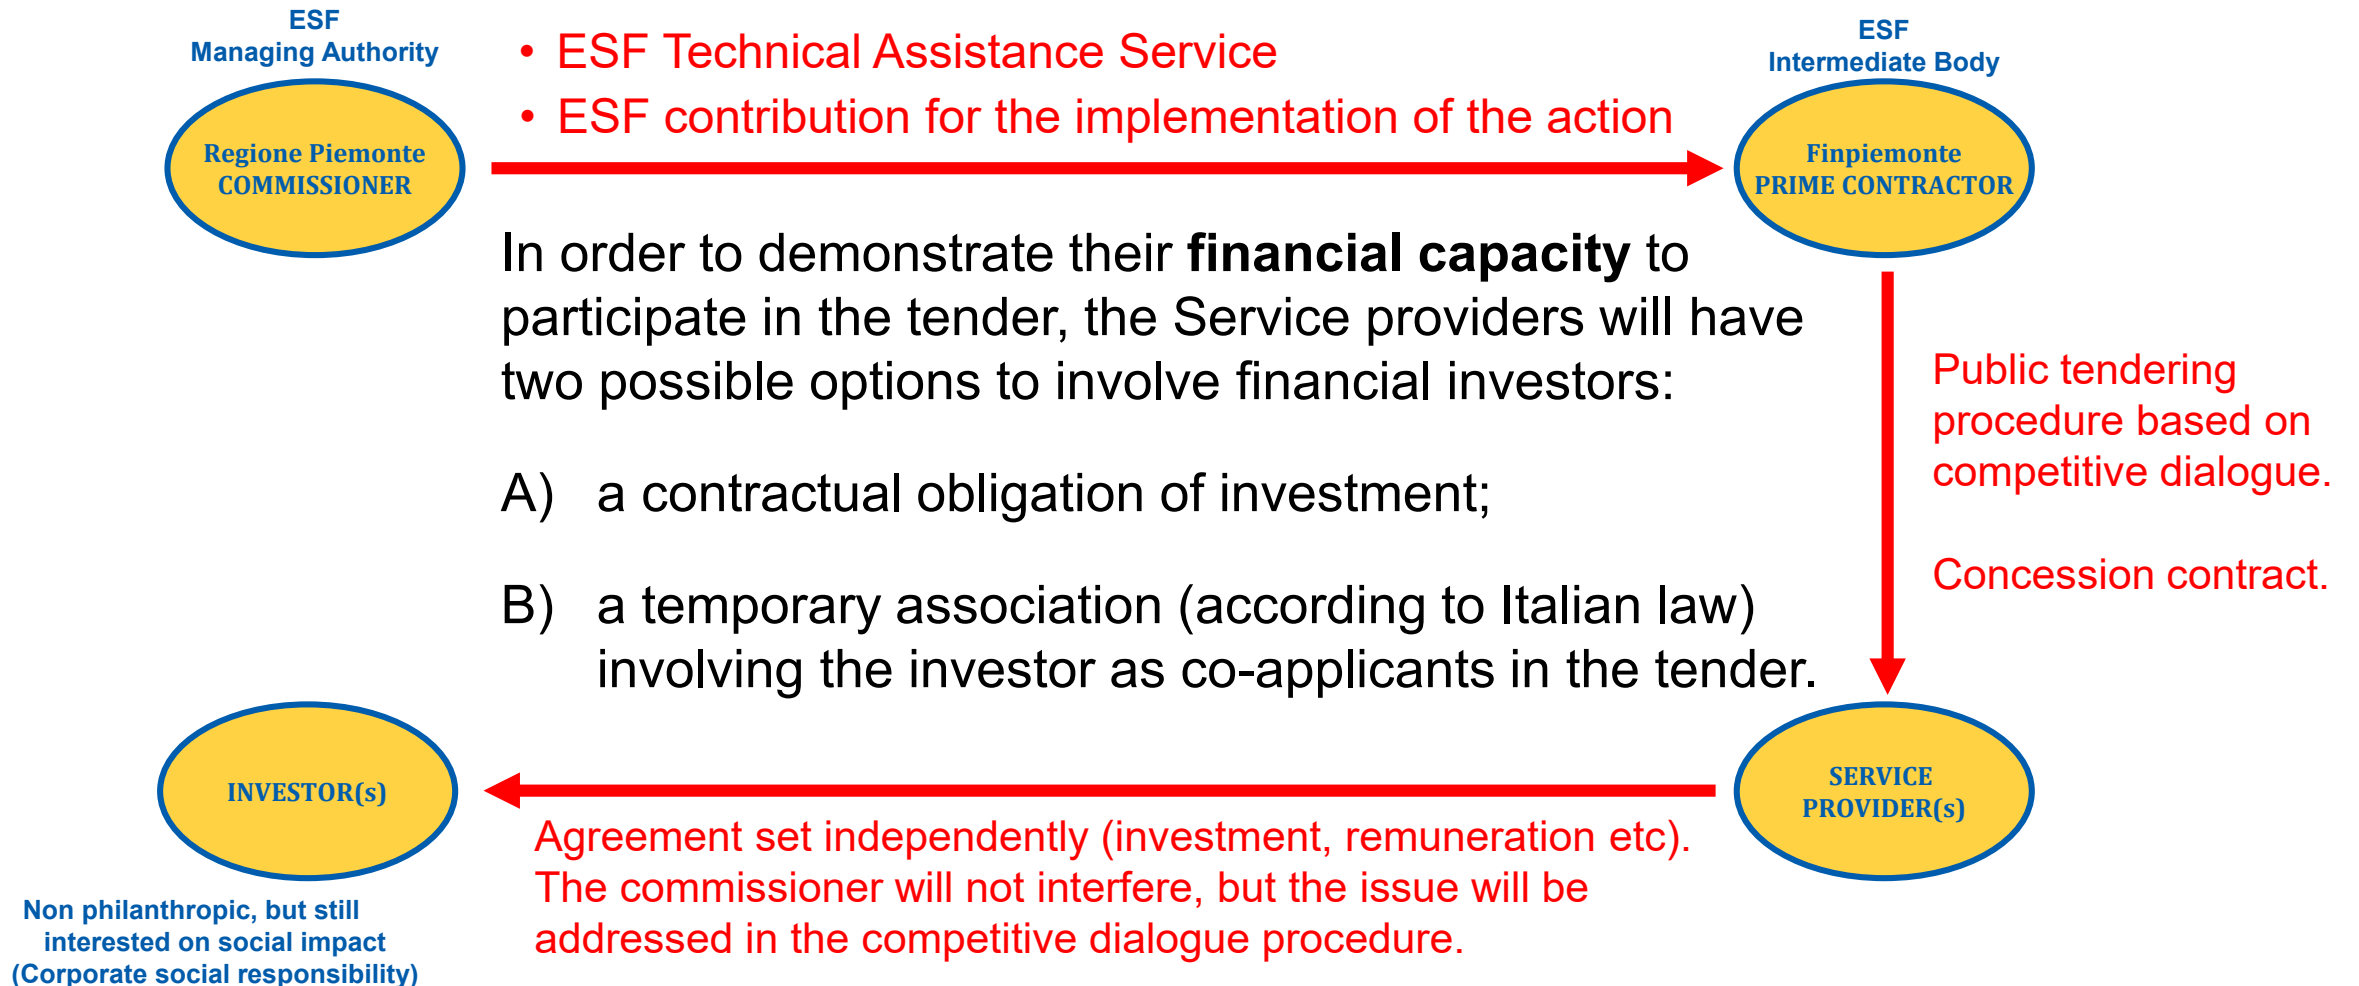 ESF
Managing Authority
Regione Piemonte
COMMISSIONER
• ESF Technical Assistance Service
• ESF contribution for the implementation of the action
ESF
Intermediate Body
Finpiemonte
PRIME CONTRACTOR
In order to demonstrate their financial capacity to
participate in the tender, the Service providers will have
two possible options to involve financial investors:
A) a contractual obligation of investment;
B) a temporary association (according to Italian law)
involving the investor as co-applicants in the tender.
Public tendering
procedure based on
competitive dialogue.
Concession contract.
INVESTOR(s)
Non philanthropic, but still
interested on social impact
(Corporate social responsibility)
Agreement set independently (investment, remuneration etc).
The commissioner will not interfere, but the issue will be
addressed in the competitive dialogue procedure.
SERVICE
PROVIDER(s)